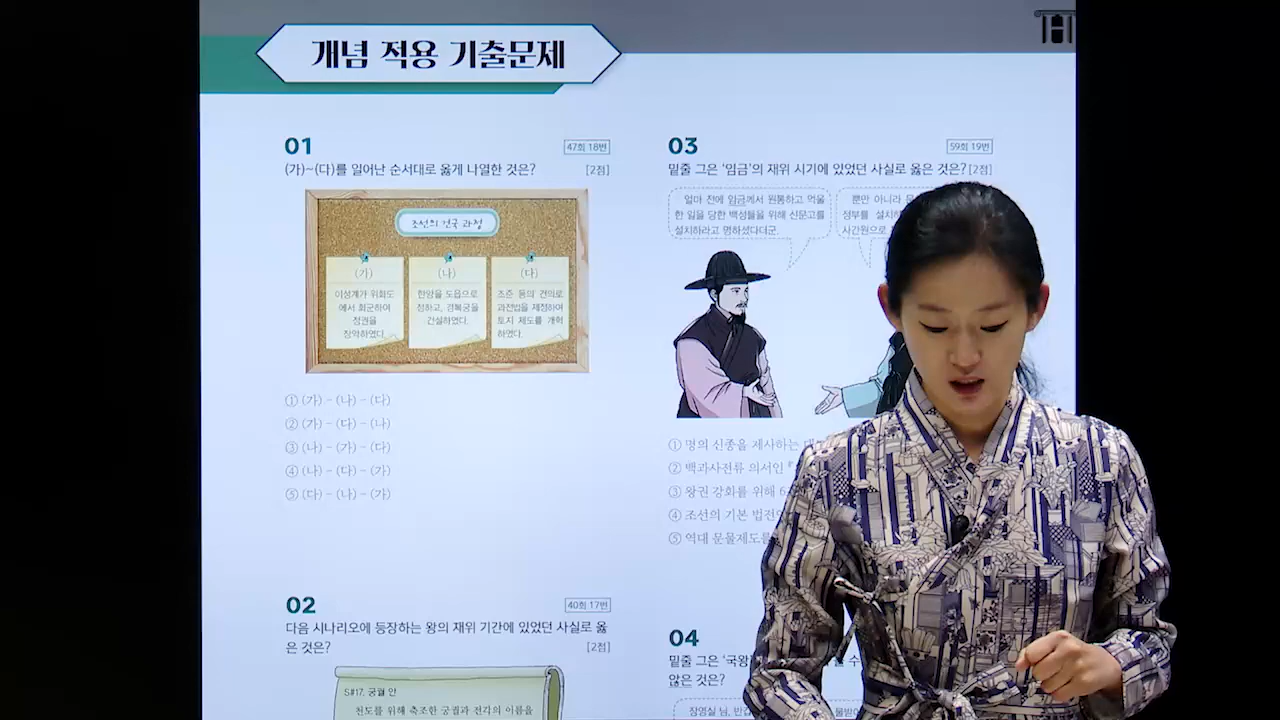 개념 적용 기출문제
01
47회 18번
(가)~(다)를 일어난 순서대로 옳게 나열한 것은?
[2점]
조선의 건국 과정
(가)
이성계가 위화도
에서 회군하여
정권을
장악하였다.
(나)
한양을 도읍으로
정하고, 경복궁을
건설하였다.
(다)
조준 등의 건의로
과전법을 제정하여
토지 제도를 개혁
하였다.
① (가) - (나) - (다)
② (가) - (다) - (나)
③ (나) - (가) - (다)
④ (나) - (다) - (가)
⑤ (다) - (나) - (가)
02
40회 17번
다음 시나리오에 등장하는 왕의 재위 기간에 있었던 사실로 옳
은 것은?
[2점]
S#17. 궁궐 안
천도를 위해 축조한 궁궐과 전각의 이름을
03
59회 19번
밑줄 그은 '임금'의 재위 시기에 있었던 사실로 옳은 것은? [2점]
얼마 전에 임금께서 원통하고 억울
한 일을 당한 백성들을 위해 신문고를
설치하라고 명하셨다더군.
뿐만 아니라
정부를
사간원으로
① 명의 신종을 제사하는
② 백과사전류 의서인
③ 왕권 강화를 위해
④ 조선의 기본 법전인
⑤ 역대 문물제도를
04
밑줄 그은
않은 것은?
장영실 님,